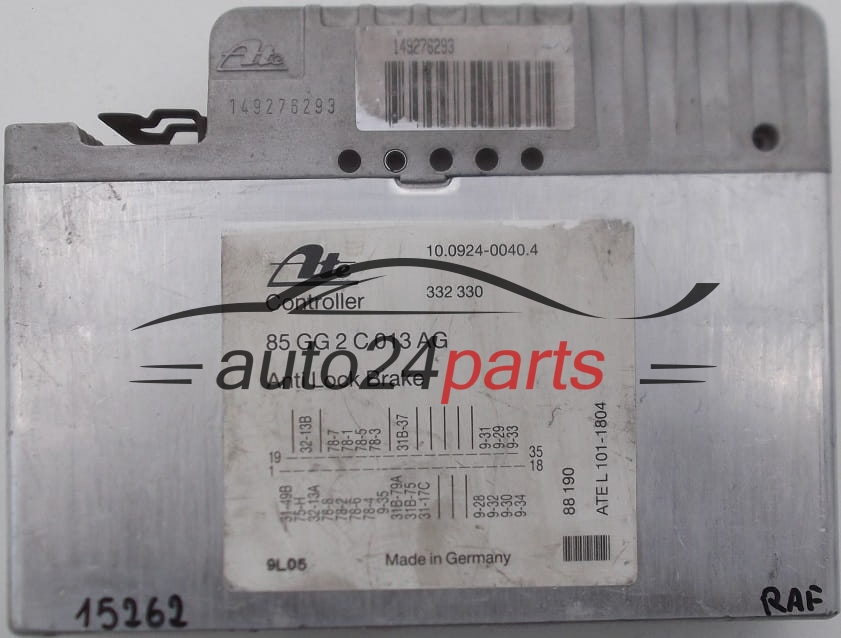 Ate
149276293
149276293
Ate
10.0924-0040.4
Controller
332 330
85 GG 2 C 013 AG
Anti Lock Brake
auto24parts
32-13B
78-7
78-1
78-5
78-3
31B-37
9-31
9-29
9-33
19
35
1
18
31-49B
75-H
32-13A
78-8
78-2
78-6
78-4
9-35
31B-79A
31B-75
31-17C
9-28
9-32
9-30
9-34
88 190
ATE L 101-1804
9L05
Made in Germany
15262
RAF